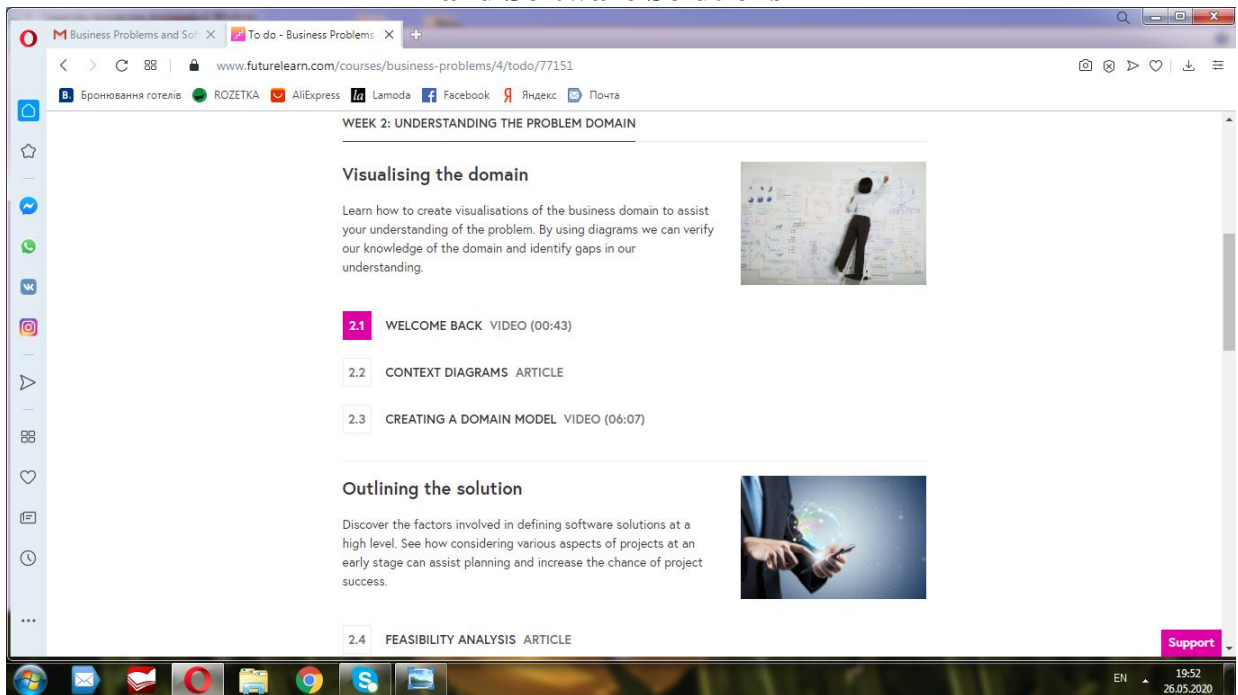 and Software Solutions
Business Problems and Sof
To do - Business Problems
www.futurelearn.com/courses/business-problems/4/todo/77151
B. Бронювання готелів ROZETKA AliExpress la Lamoda Facebook Я Яндекс Почта
WEEK 2: UNDERSTANDING THE PROBLEM DOMAIN
Visualising the domain
Learn how to create visualisations of the business domain to assist
your understanding of the problem. By using diagrams we can verify
our knowledge of the domain and identify gaps in our
understanding.
2.1 WELCOME BACK VIDEO (00:43)
2.2 CONTEXT DIAGRAMS ARTICLE
2.3 CREATING A DOMAIN MODEL VIDEO (06:07)
Outlining the solution
Discover the factors involved in defining software solutions at a
high level. See how considering various aspects of projects at an
early stage can assist planning and increase the chance of project
success.
2.4 FEASIBILITY ANALYSIS ARTICLE
Support
EN 19:52
26.05.2020